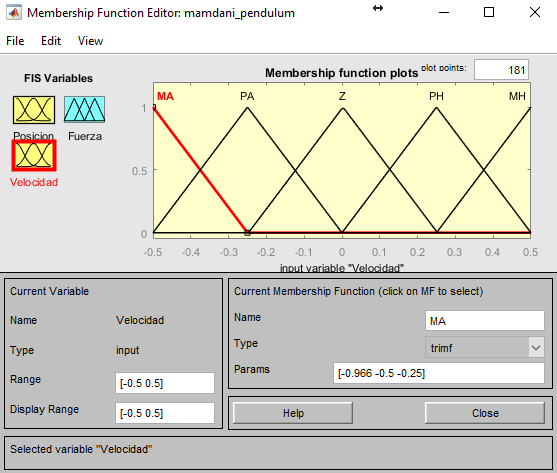 Membership Function Editor: mamdani_pendulum
File Edit View
FIS Variables
Membership function plots
plot points:
181
Posicion
Fuerza
Velocidad
MA
PA
Z
PH
MH
1
0.5
0
-0.5 -0.4 -0.3 -0.2 -0.1 0 0.1 0.2 0.3 0.4 0.5
input variable "Velocidad"
Current Variable
Name Velocidad
Type input
Range [-0.5 0.5]
Display Range [-0.5 0.5]
Current Membership Function (click on MF to select)
Name MA
Type trimf
Params [-0.966 -0.5 -0.25]
Help Close
Selected variable "Velocidad"